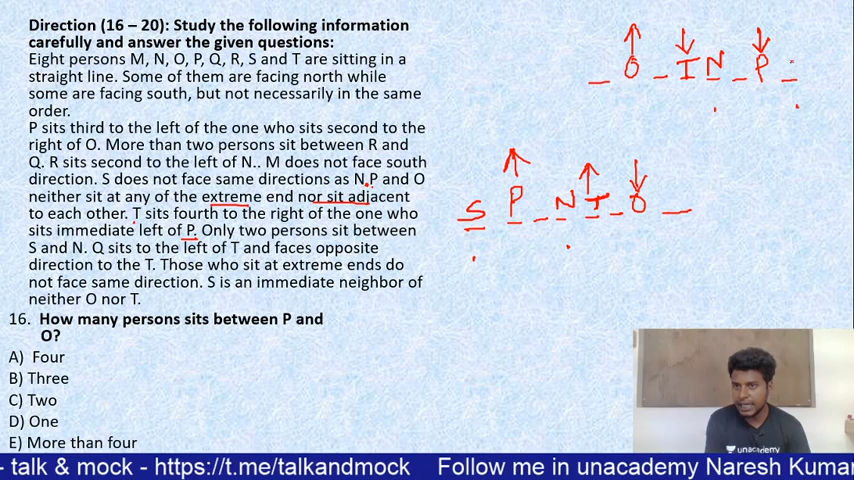 Direction (16 – 20): Study the following information
carefully and answer the given questions:
Eight persons M, N, O, P, Q, R, S and T are sitting in a
straight line. Some of them are facing north while
some are facing south, but not necessarily in the same
order.
P sits third to the left of the one who sits second to the
right of O. More than two persons sit between R and
Q. R sits second to the left of N.. M does not face south
direction. S does not face same directions as N.P and O
neither sit at any of the extreme end nor sit adjacent
to each other. T sits fourth to the right of the one who
sits immediate left of P. Only two persons sit between
S and N. Q sits to the left of T and faces opposite
direction to the T. Those who sit at extreme ends do
not face same direction. S is an immediate neighbor of
neither O nor T.
16. How many persons sits between P and
O?
A) Four
B) Three
C) Two
D) One
E) More than four
O T N P
S P N T O
unacademy
- talk & mock - https://t.me/talkandmock Follow me in unacademy Naresh Kumar